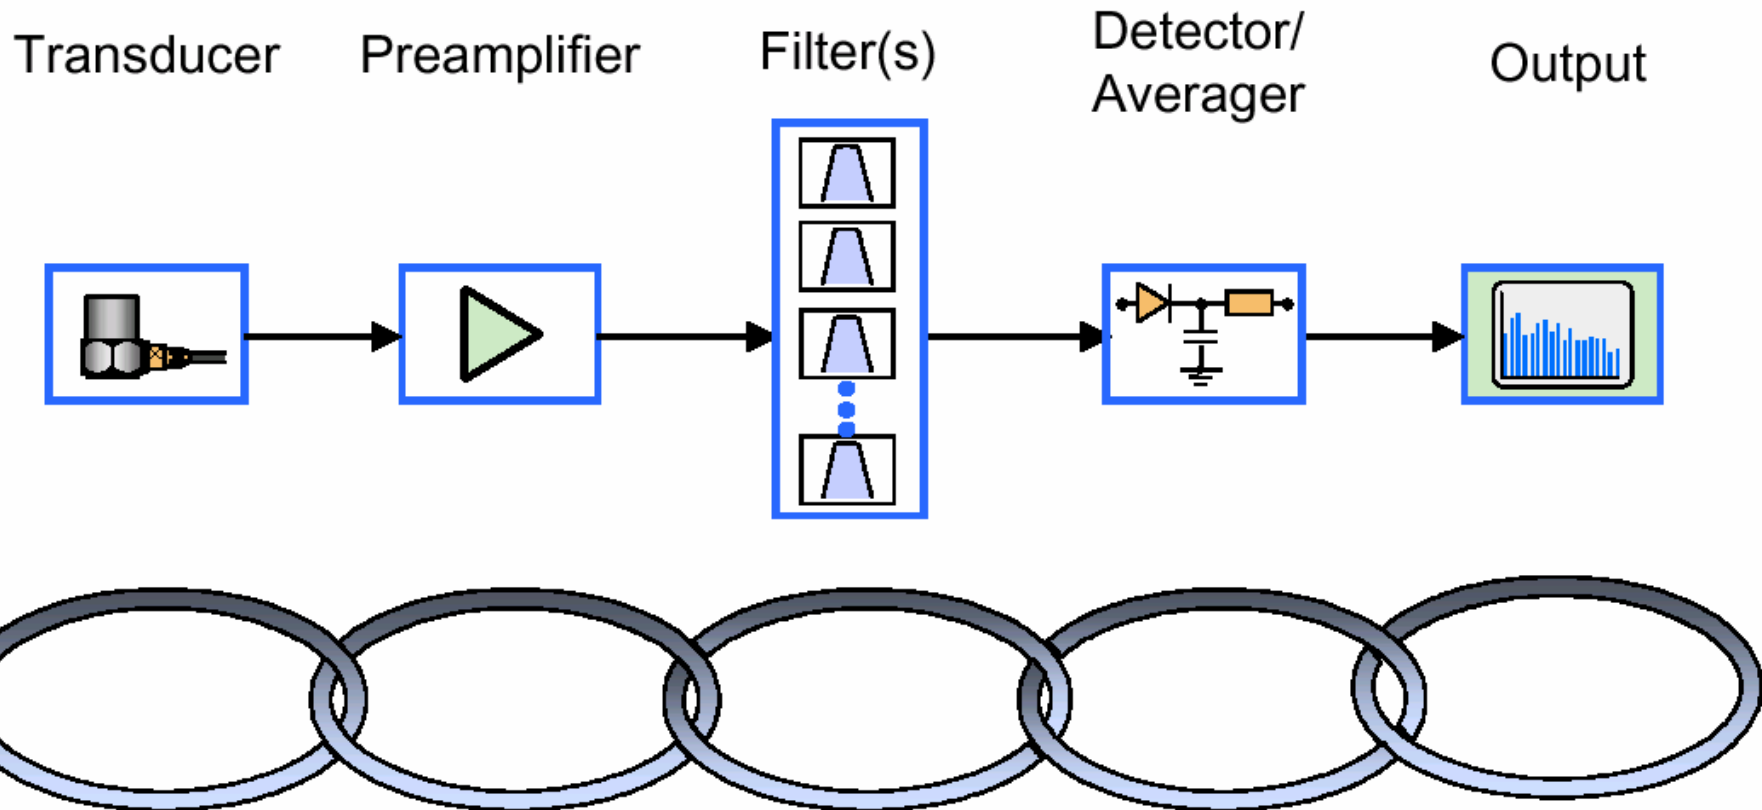 Transducer
Preamplifier
Filter(s)
Detector/
Averager
Output